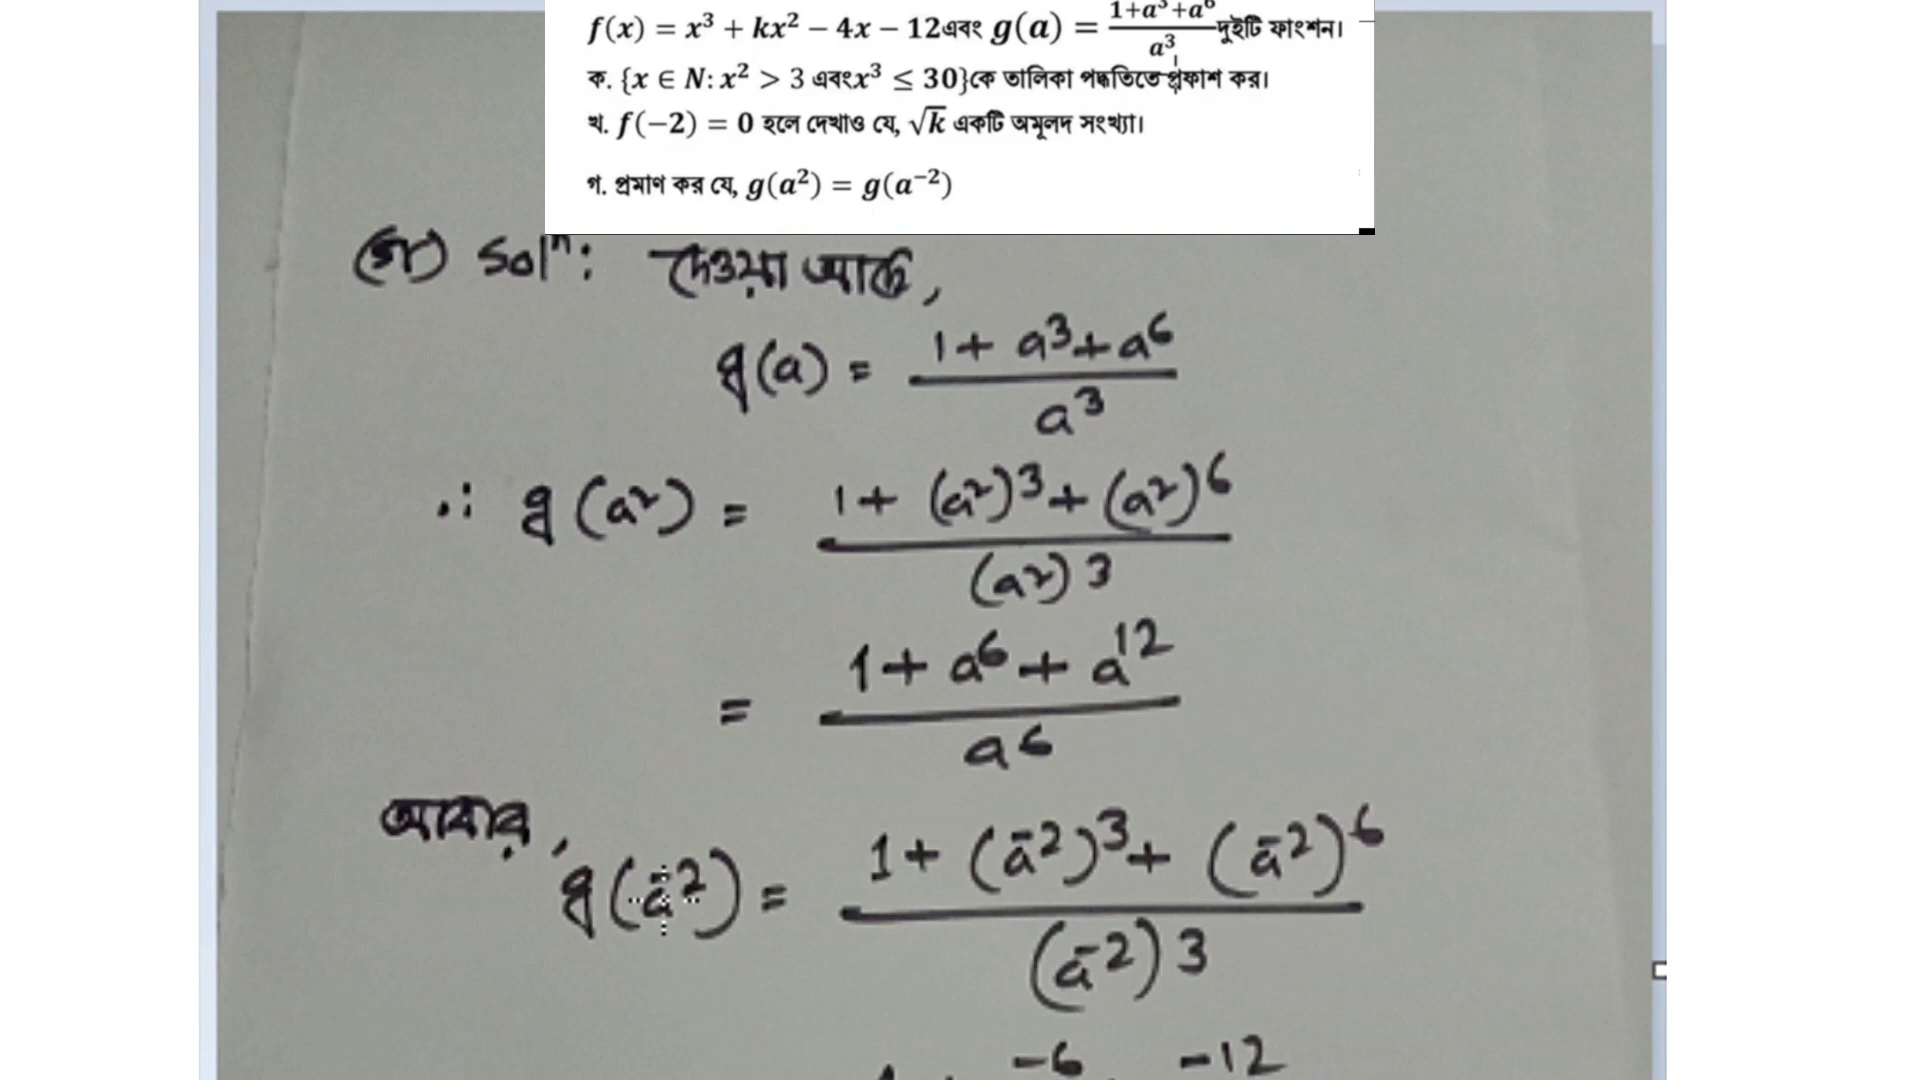 f(x) = x³ + kx² − 4x − 12এবং g(a) = (1+a³+a⁶)/a³ দুইটি ফাংশন।
ক. {x ∈ N: x² > 3 এবংx³ ≤ 30}কে তালিকা পদ্ধতিতে প্রকাশ কর।
খ. f(−2) = 0 হলে দেখাও যে, √k একটি অমূলদ সংখ্যা।
গ. প্রমাণ কর যে, g(a²) = g(a⁻²)
(গ) Solⁿ: দেওয়া আছে,
g(a) = (1 + a³ + a⁶)/a³
∴ g(a²) = (1 + (a²)³ + (a²)⁶)/(a²)³
= (1 + a⁶ + a¹²)/a⁶
আবার,
g(a⁻²) = (1 + (a⁻²)³ + (a⁻²)⁶)/(a⁻²)³
−6 −12